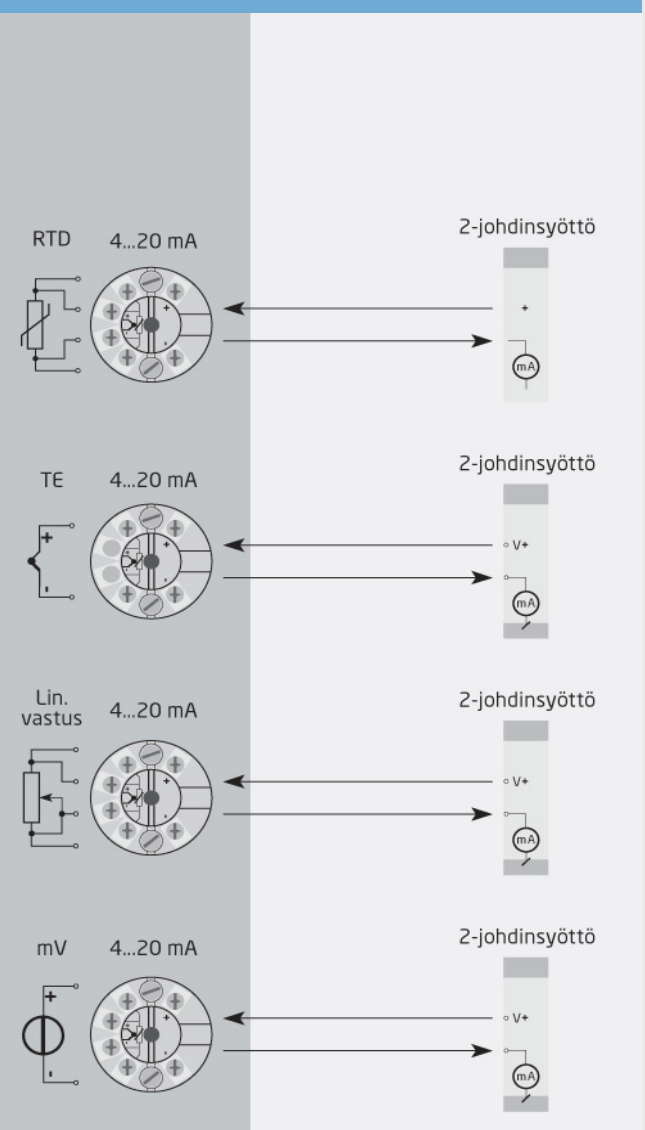 2-johdinsyöttö
RTD
4...20 mA
+
-
+
mA
2-johdinsyöttö
TE
4...20 mA
+
-
+
-
V+
mA
2-johdinsyöttö
Lin.
vastus
4...20 mA
+
-
V+
mA
2-johdinsyöttö
mV
4...20 mA
+
-
+
-
V+
mA